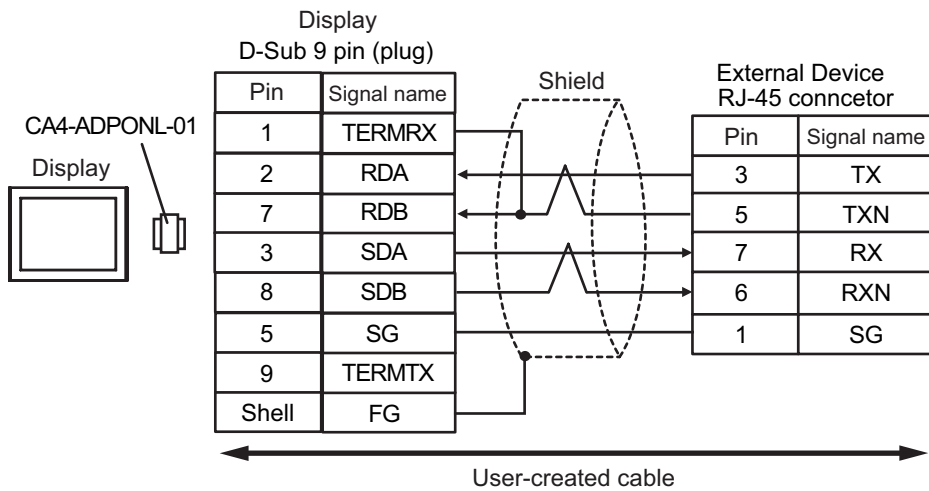 Display
D-Sub 9 pin (plug)
Pin Signal name
1 TERMRX
2 RDA
7 RDB
3 SDA
8 SDB
5 SG
9 TERMTX
Shell FG
CA4-ADPONL-01
Display
Shield
External Device
RJ-45 conncetor
Pin Signal name
3 TX
5 TXN
7 RX
6 RXN
1 SG
User-created cable